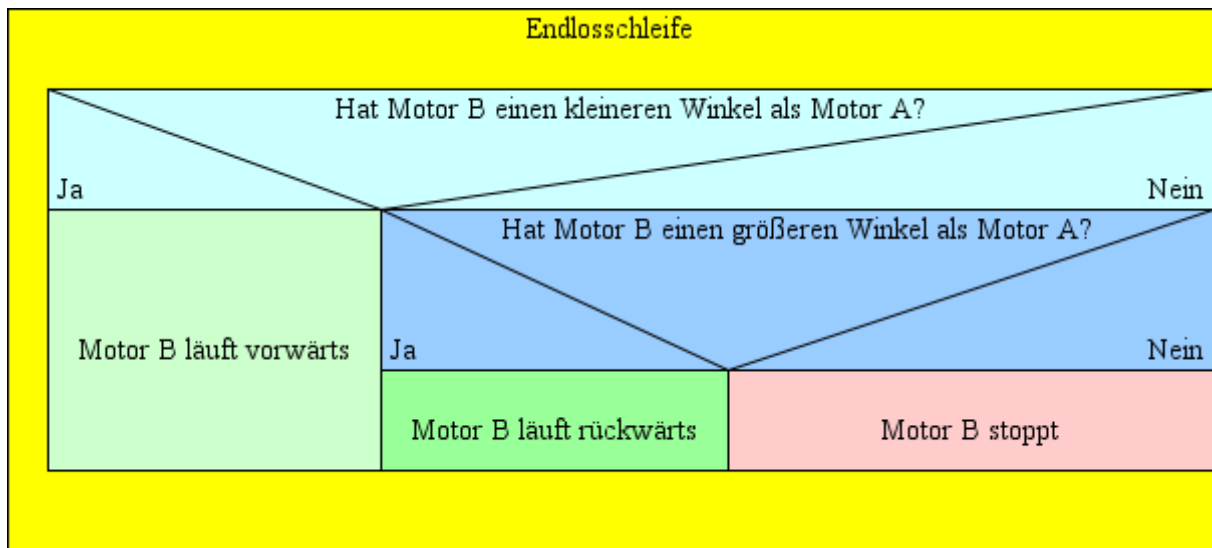 Endlosschleife
Hat Motor B einen kleineren Winkel als Motor A?
Ja
Nein
Hat Motor B einen größeren Winkel als Motor A?
Motor B läuft vorwärts
Ja
Nein
Motor B läuft rückwärts
Motor B stoppt